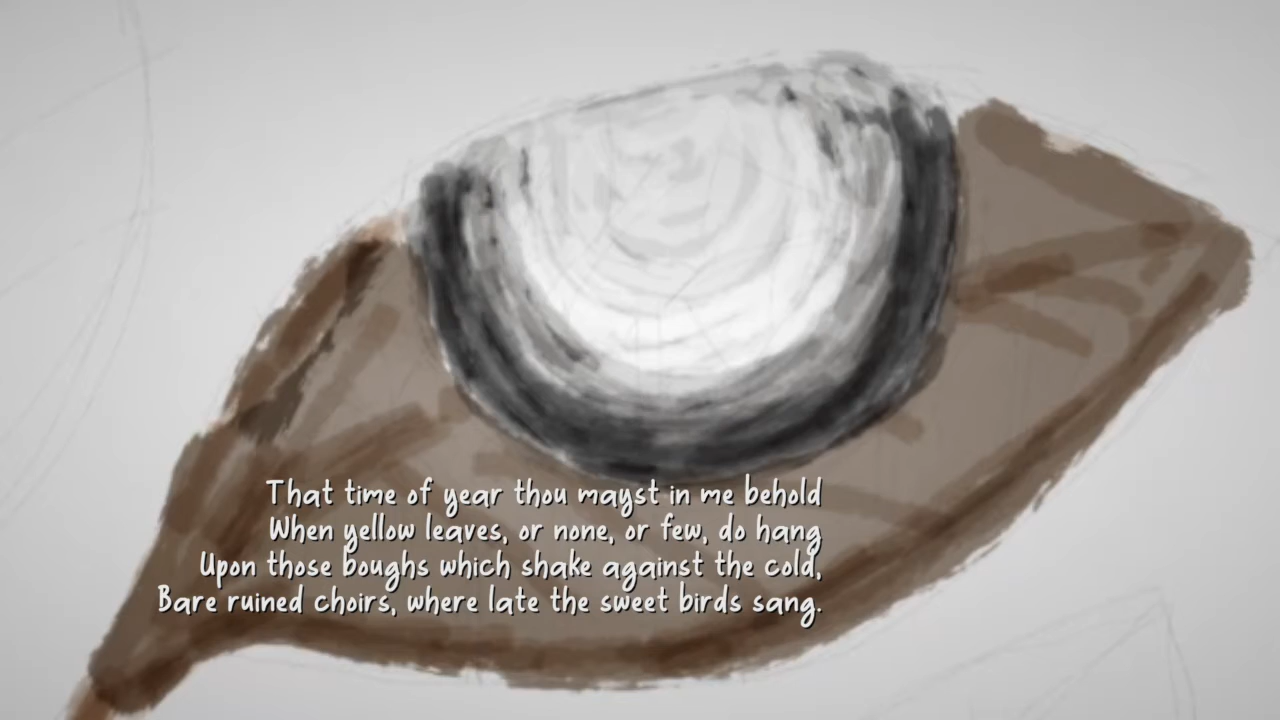 That time of year thou mayst in me behold
When yellow leaves, or none, or few, do hang
Upon those boughs which shake against the cold,
Bare ruined choirs, where late the sweet birds sang.